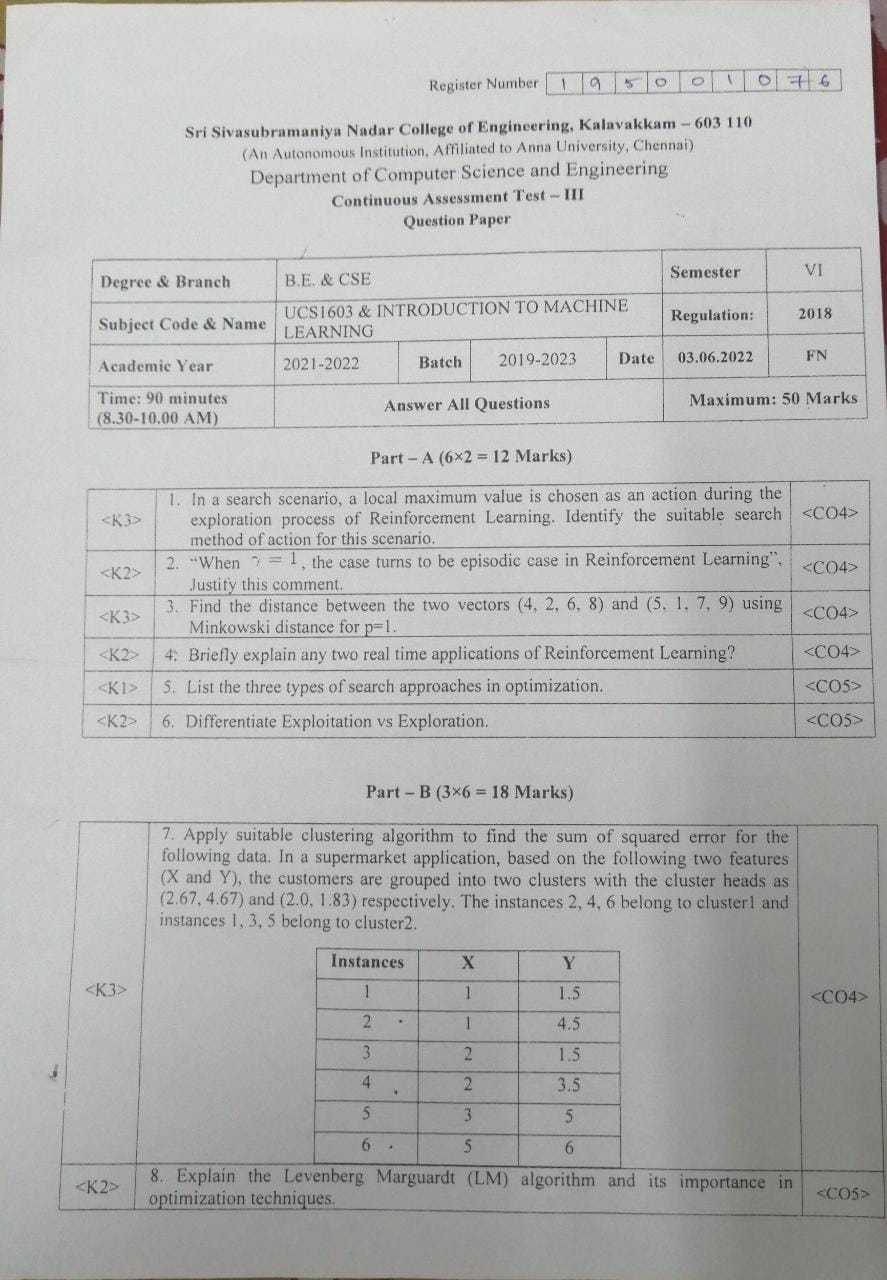 Register Number 1 9 5 0 0 1 0 7 6
Sri Sivasubramaniya Nadar College of Engineering, Kalavakkam – 603 110
(An Autonomous Institution, Affiliated to Anna University, Chennai)
Department of Computer Science and Engineering
Continuous Assessment Test – III
Question Paper
Degree & Branch B.E. & CSE Semester VI
Subject Code & Name UCS1603 & INTRODUCTION TO MACHINE
LEARNING Regulation: 2018
Academic Year 2021-2022 Batch 2019-2023 Date 03.06.2022 FN
Time: 90 minutes
(8.30-10.00 AM) Answer All Questions Maximum: 50 Marks
Part – A (6×2 = 12 Marks)
<K3> 1. In a search scenario, a local maximum value is chosen as an action during the
exploration process of Reinforcement Learning. Identify the suitable search <CO4>
method of action for this scenario.
<K2> 2. “When γ = 1, the case turns to be episodic case in Reinforcement Learning”, <CO4>
Justify this comment.
<K3> 3. Find the distance between the two vectors (4, 2, 6, 8) and (5, 1, 7, 9) using <CO4>
Minkowski distance for p=1.
<K2> 4. Briefly explain any two real time applications of Reinforcement Learning? <CO4>
<K1> 5. List the three types of search approaches in optimization. <CO5>
<K2> 6. Differentiate Exploitation vs Exploration. <CO5>
Part – B (3×6 = 18 Marks)
7. Apply suitable clustering algorithm to find the sum of squared error for the
following data. In a supermarket application, based on the following two features
(X and Y), the customers are grouped into two clusters with the cluster heads as
(2.67, 4.67) and (2.0, 1.83) respectively. The instances 2, 4, 6 belong to cluster1 and
instances 1, 3, 5 belong to cluster2.
Instances X Y
<K3> 1 1 1.5 <CO4>
2 1 4.5
3 2 1.5
4 2 3.5
5 3 5
6 5 6
<K2> 8. Explain the Levenberg Marguardt (LM) algorithm and its importance in <CO5>
optimization techniques.